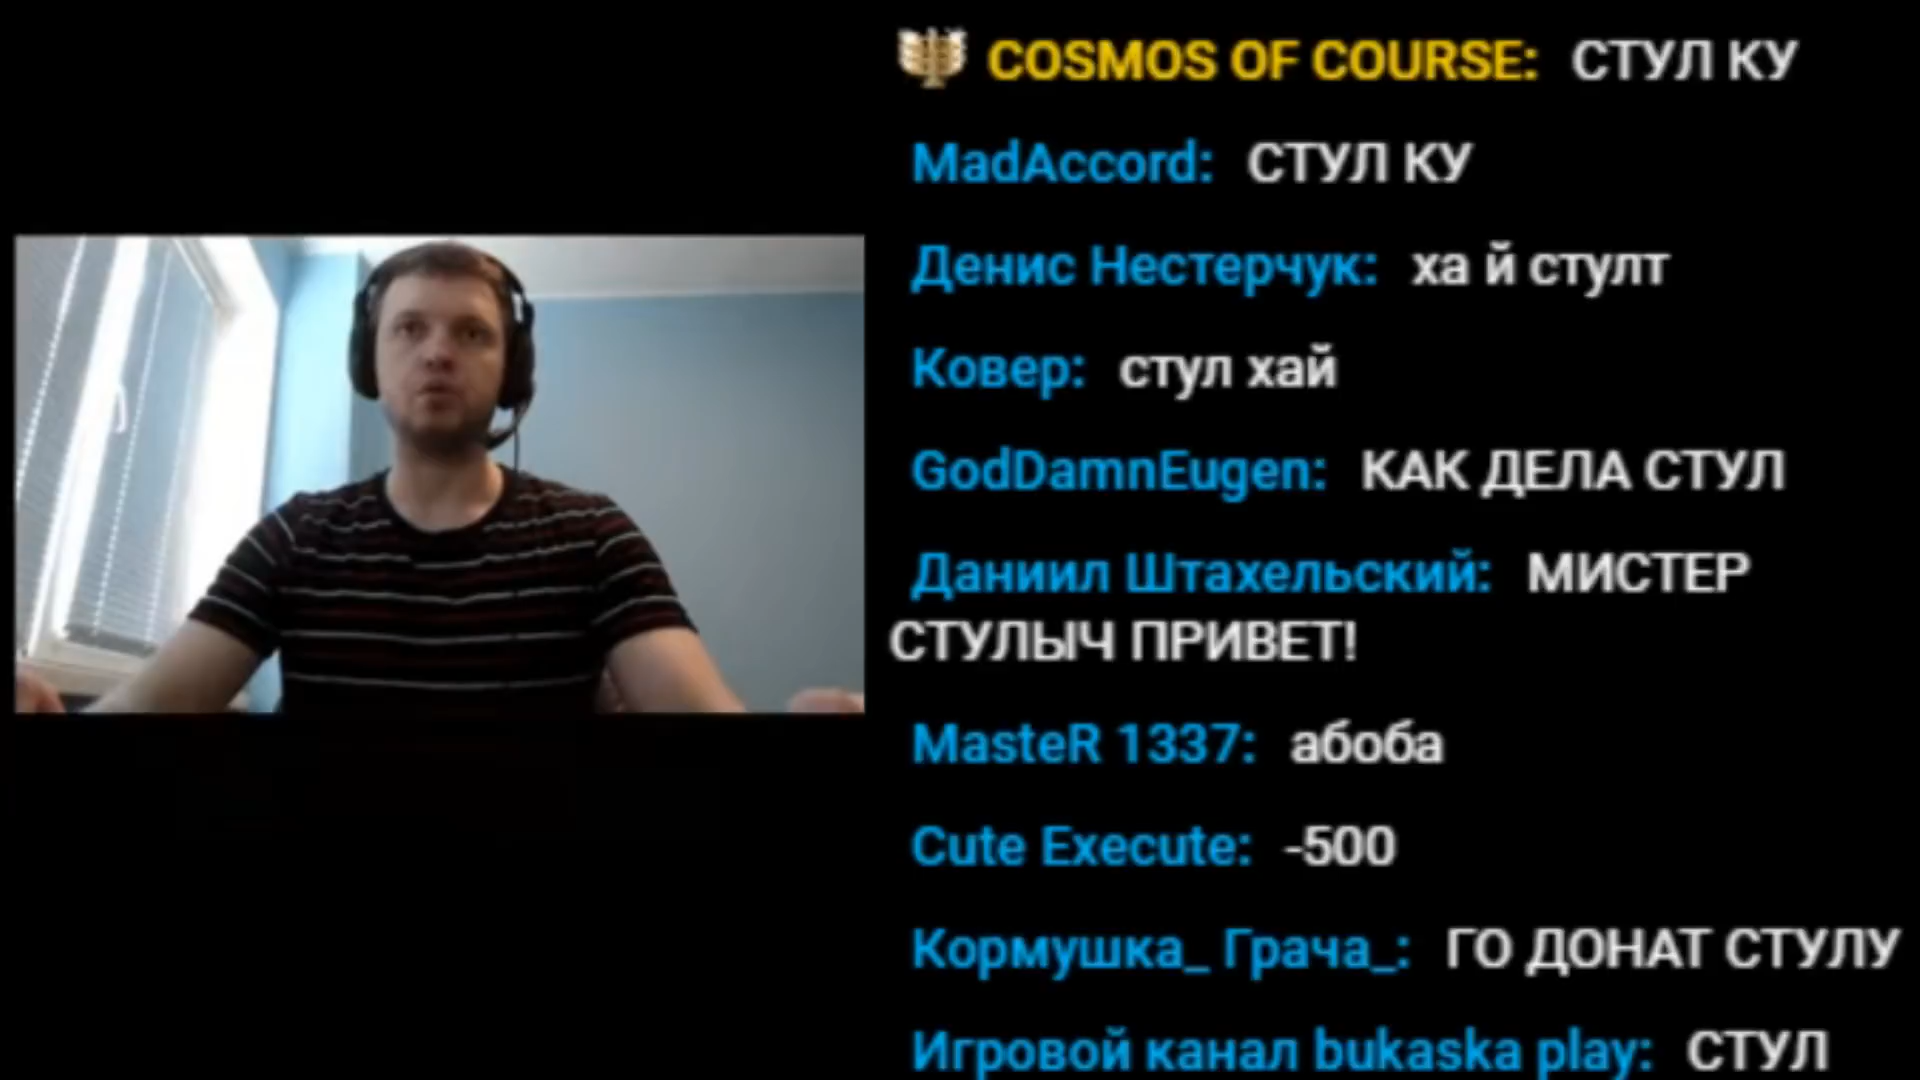 COSMOS OF COURSE: СТУЛ КУ
MadAccord: СТУЛ КУ
Денис Нестерчук: ха й стулт
Ковер: стул хай
GodDamnEugen: КАК ДЕЛА СТУЛ
Даниил Штахельский: МИСТЕР
СТУЛЫЧ ПРИВЕТ!
MasteR 1337: абоба
Cute Execute: -500
Кормушка_ Грача_: ГО ДОНАТ СТУЛУ
Игровой канал bukaska play: СТУЛ